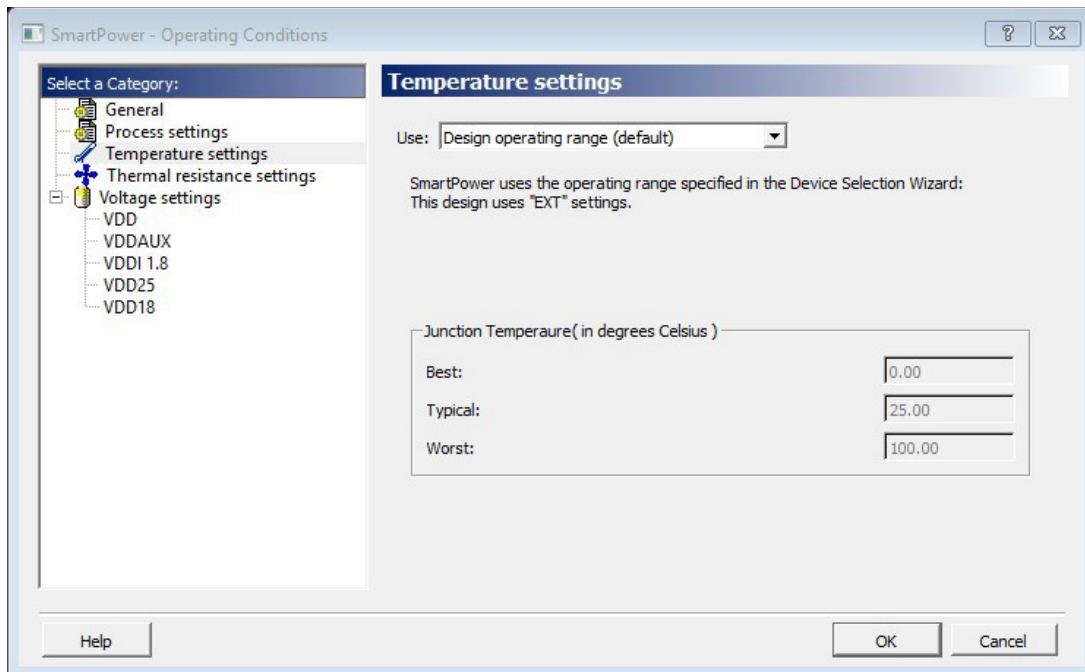 SmartPower - Operating Conditions
Select a Category:
General
Process settings
Temperature settings
Thermal resistance settings
Voltage settings
VDD
VDDAUX
VDDI 1.8
VDD25
VDD18
Temperature settings
Use: Design operating range (default)
SmartPower uses the operating range specified in the Device Selection Wizard:
This design uses "EXT" settings.
Junction Temperaure( in degrees Celsius )
Best: 0.00
Typical: 25.00
Worst: 100.00
Help OK Cancel